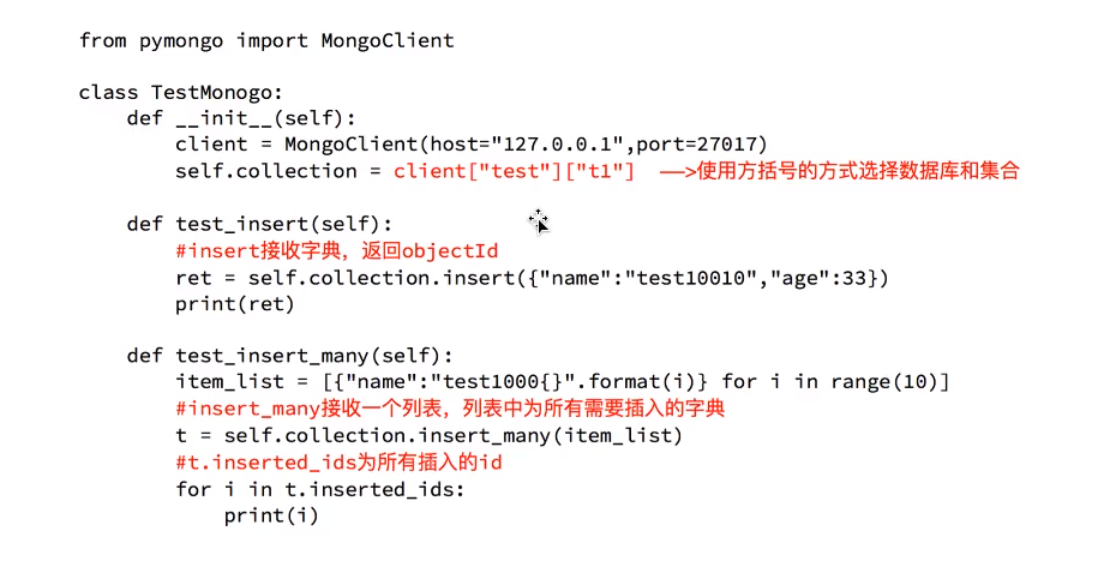 from pymongo import MongoClient
class TestMonogo:
    def __init__(self):
        client = MongoClient(host="127.0.0.1",port=27017)
        self.collection = client["test"]["t1"]  ——>使用方括号的方式选择数据库和集合
    def test_insert(self):
        #insert接收字典，返回objectId
        ret = self.collection.insert({"name":"test10010","age":33})
        print(ret)
    def test_insert_many(self):
        item_list = [{"name":"test1000{}".format(i)} for i in range(10)]
        #insert_many接收一个列表，列表中为所有需要插入的字典
        t = self.collection.insert_many(item_list)
        #t.inserted_ids为所有插入的id
        for i in t.inserted_ids:
            print(i)